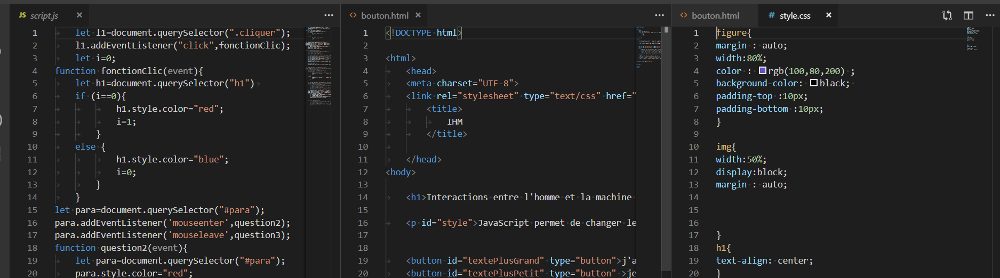 JS script.js ×
1 let l1=document.querySelector(".cliquer");
2 l1.addEventListener("click",fonctionClic);
3 let i=0;
4 function fonctionClic(event){
5 let h1=document.querySelector("h1")
6 if (i==0){
7 h1.style.color="red";
8 i=1;
9 }
10 else {
11 h1.style.color="blue";
12 i=0;
13 }
14 }
15 let para=document.querySelector("#para");
16 para.addEventListener('mouseenter',question2);
17 para.addEventListener('mouseleave',question3);
18 function question2(event){
19 let para=document.querySelector("#para");
20 para.style.color="red";
<> bouton.html ×
1 <!DOCTYPE html>
2
3 <html>
4 <head>
5 <meta charset="UTF-8">
6 <link rel="stylesheet" type="text/css" href="
7 <title>
8 IHM
9 </title>
10
11 </head>
12 <body>
13
14 <h1>Interactions entre l'homme et la machine
15
16 <p id="style">JavaScript permet de changer le
17
18
19 <button id="textePlusGrand" type="button">j'a
20 <button id="textePlusPetit" type="button" >je
<> bouton.html # style.css ×
1 figure{
2 margin : auto;
3 width:80%;
4 color : rgb(100,80,200) ;
5 background-color: black;
6 padding-top :10px;
7 padding-bottom :10px;
8 }
9
10 img{
11 width:50%;
12 display:block;
13 margin : auto;
14
15
16
17 }
18 h1{
19 text-align: center;
20 }